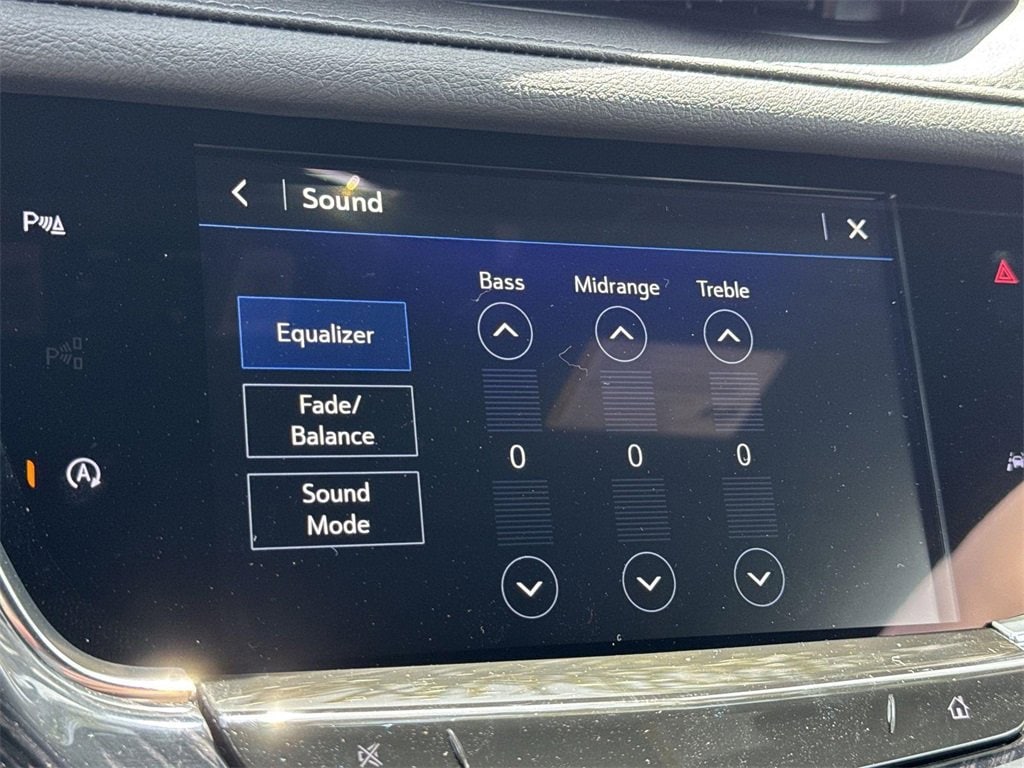 Sound
Bass Midrange Treble
Equalizer
Fade/
Balance
0 0 0
Sound
Mode
P
P
A